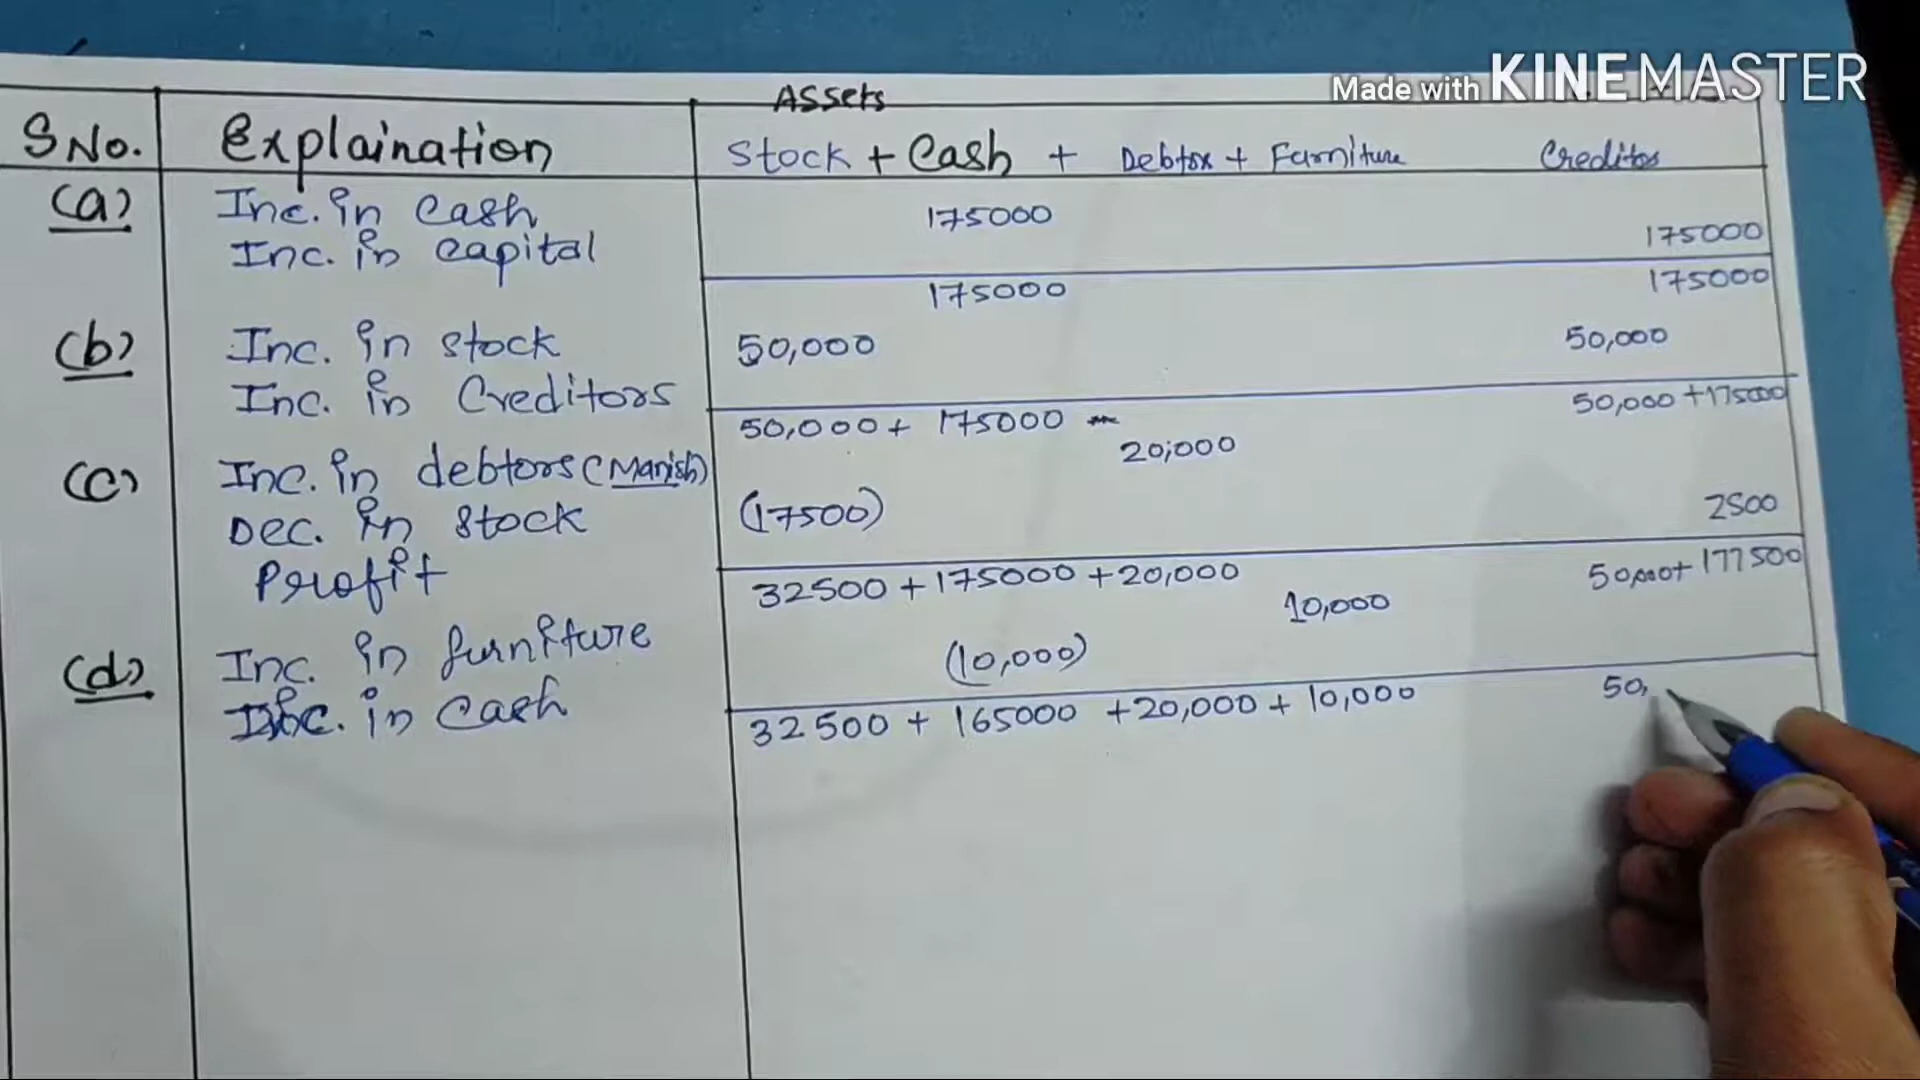 Made with KINEMASTER
Assets
S No. Explaination Stock + Cash + Debtor + Furniture Creditos
(a) Inc. in cash 175000
Inc. in capital 175000
175000 175000
(b) Inc. in stock 50,000 50,000
Inc. in Creditors
50,000 + 175000 50,000 + 175000
(c) Inc. in debtors (Manish) 20,000
Dec. in stock (17500) 2500
Profit 32500 + 175000 + 20,000 50,000 + 177500
10,000
(d) Inc. in furniture (10,000)
Dec. in Cash 32500 + 165000 + 20,000 + 10,000 50,